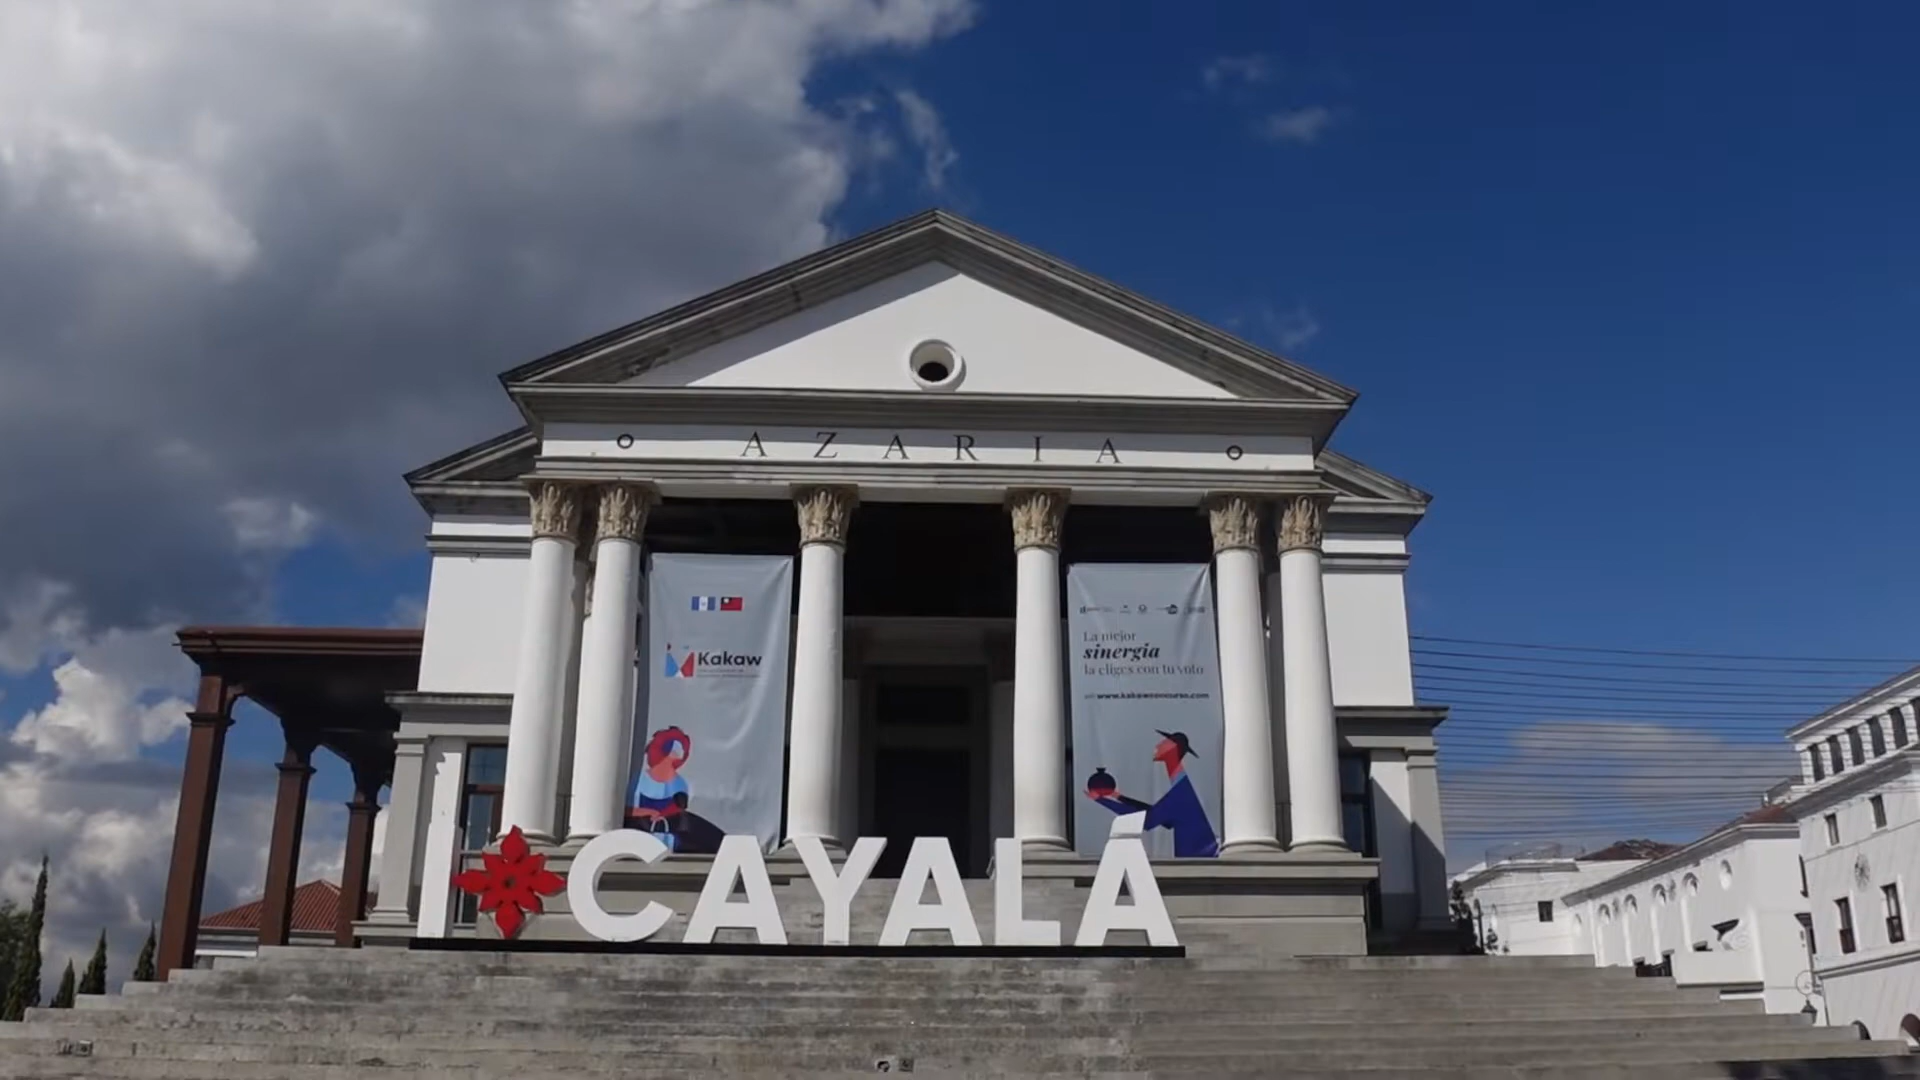 AZARIA
Kakaw
La mejor
sinergia
la eliges con tu voto
www.kakawconcurso.com
I CAYALÁ